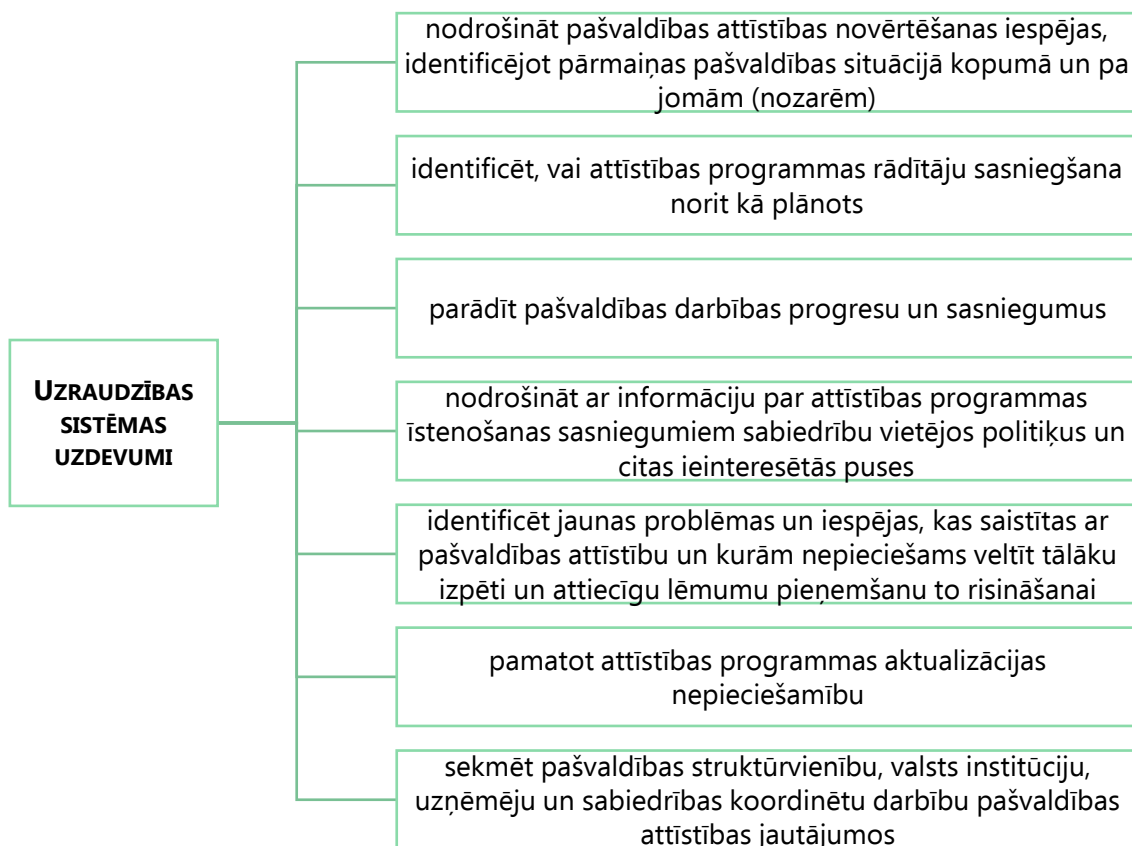 nodrošināt pašvaldības attīstības novērtēšanas iespējas,
identificējot pārmaiņas pašvaldības situācijā kopumā un pa
jomām (nozarēm)
identificēt, vai attīstības programmas rādītāju sasniegšana
norit kā plānots
parādīt pašvaldības darbības progresu un sasniegumus
UZRAUDZĪBAS
SISTĒMAS
UZDEVUMI
nodrošināt ar informāciju par attīstības programmas
īstenošanas sasniegumiem sabiedrību vietējos politiķus un
citas ieinteresētās puses
identificēt jaunas problēmas un iespējas, kas saistītas ar
pašvaldības attīstību un kurām nepieciešams veltīt tālāku
izpēti un attiecīgu lēmumu pieņemšanu to risināšanai
pamatot attīstības programmas aktualizācijas
nepieciešamību
sekmēt pašvaldības struktūrvienību, valsts institūciju,
uzņēmēju un sabiedrības koordinētu darbību pašvaldības
attīstības jautājumos